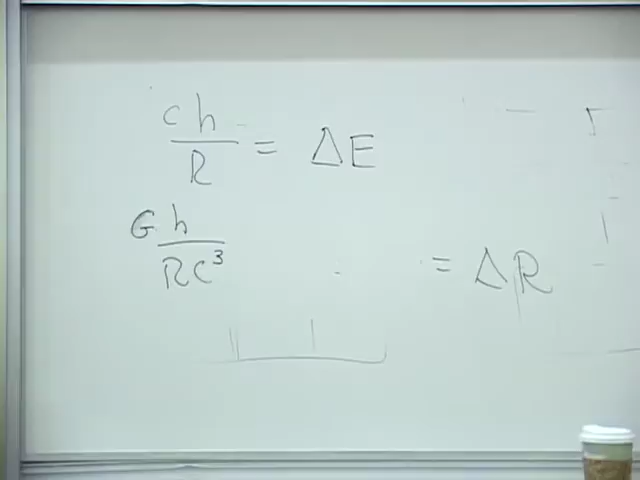 ch/R = ΔE
Gh/RC³ = ΔR